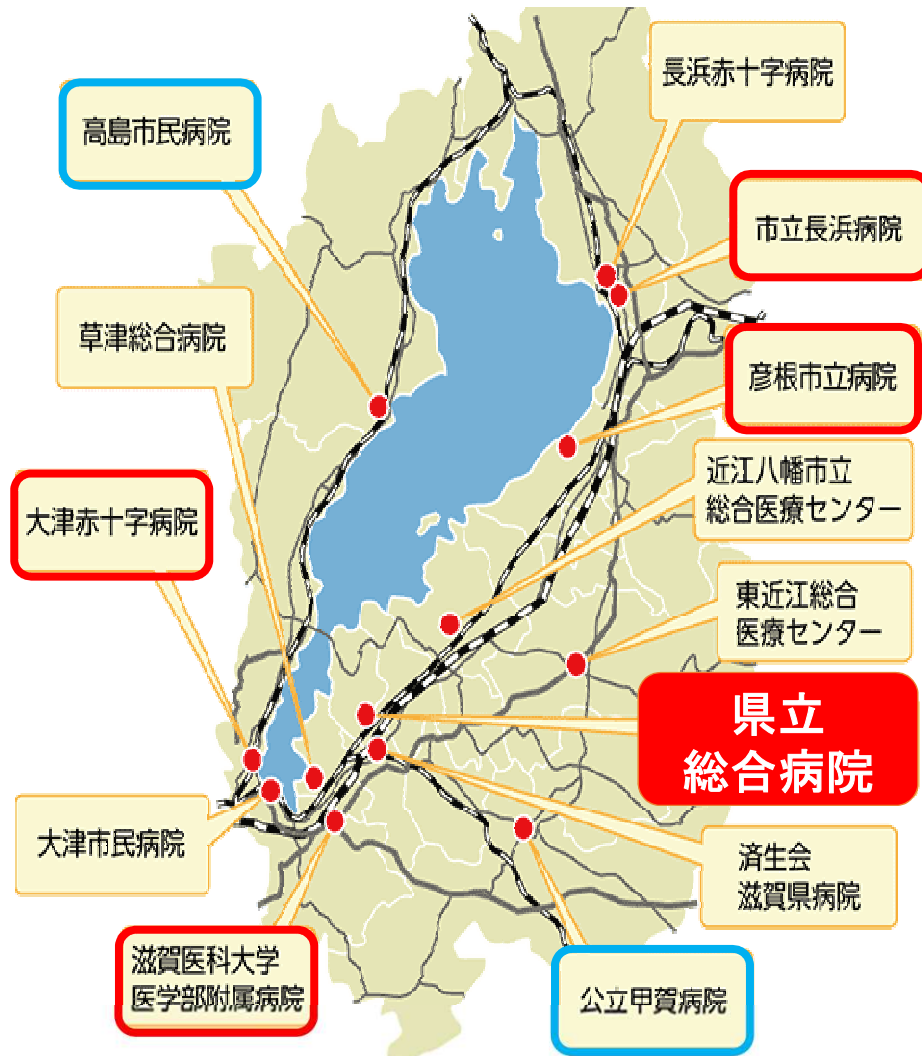 長浜赤十字病院
高島市民病院
市立長浜病院
草津総合病院
彦根市立病院
近江八幡市立
総合医療センター
大津赤十字病院
東近江総合
医療センター
県立
総合病院
大津市民病院
済生会
滋賀県病院
滋賀医科大学
医学部附属病院
公立甲賀病院